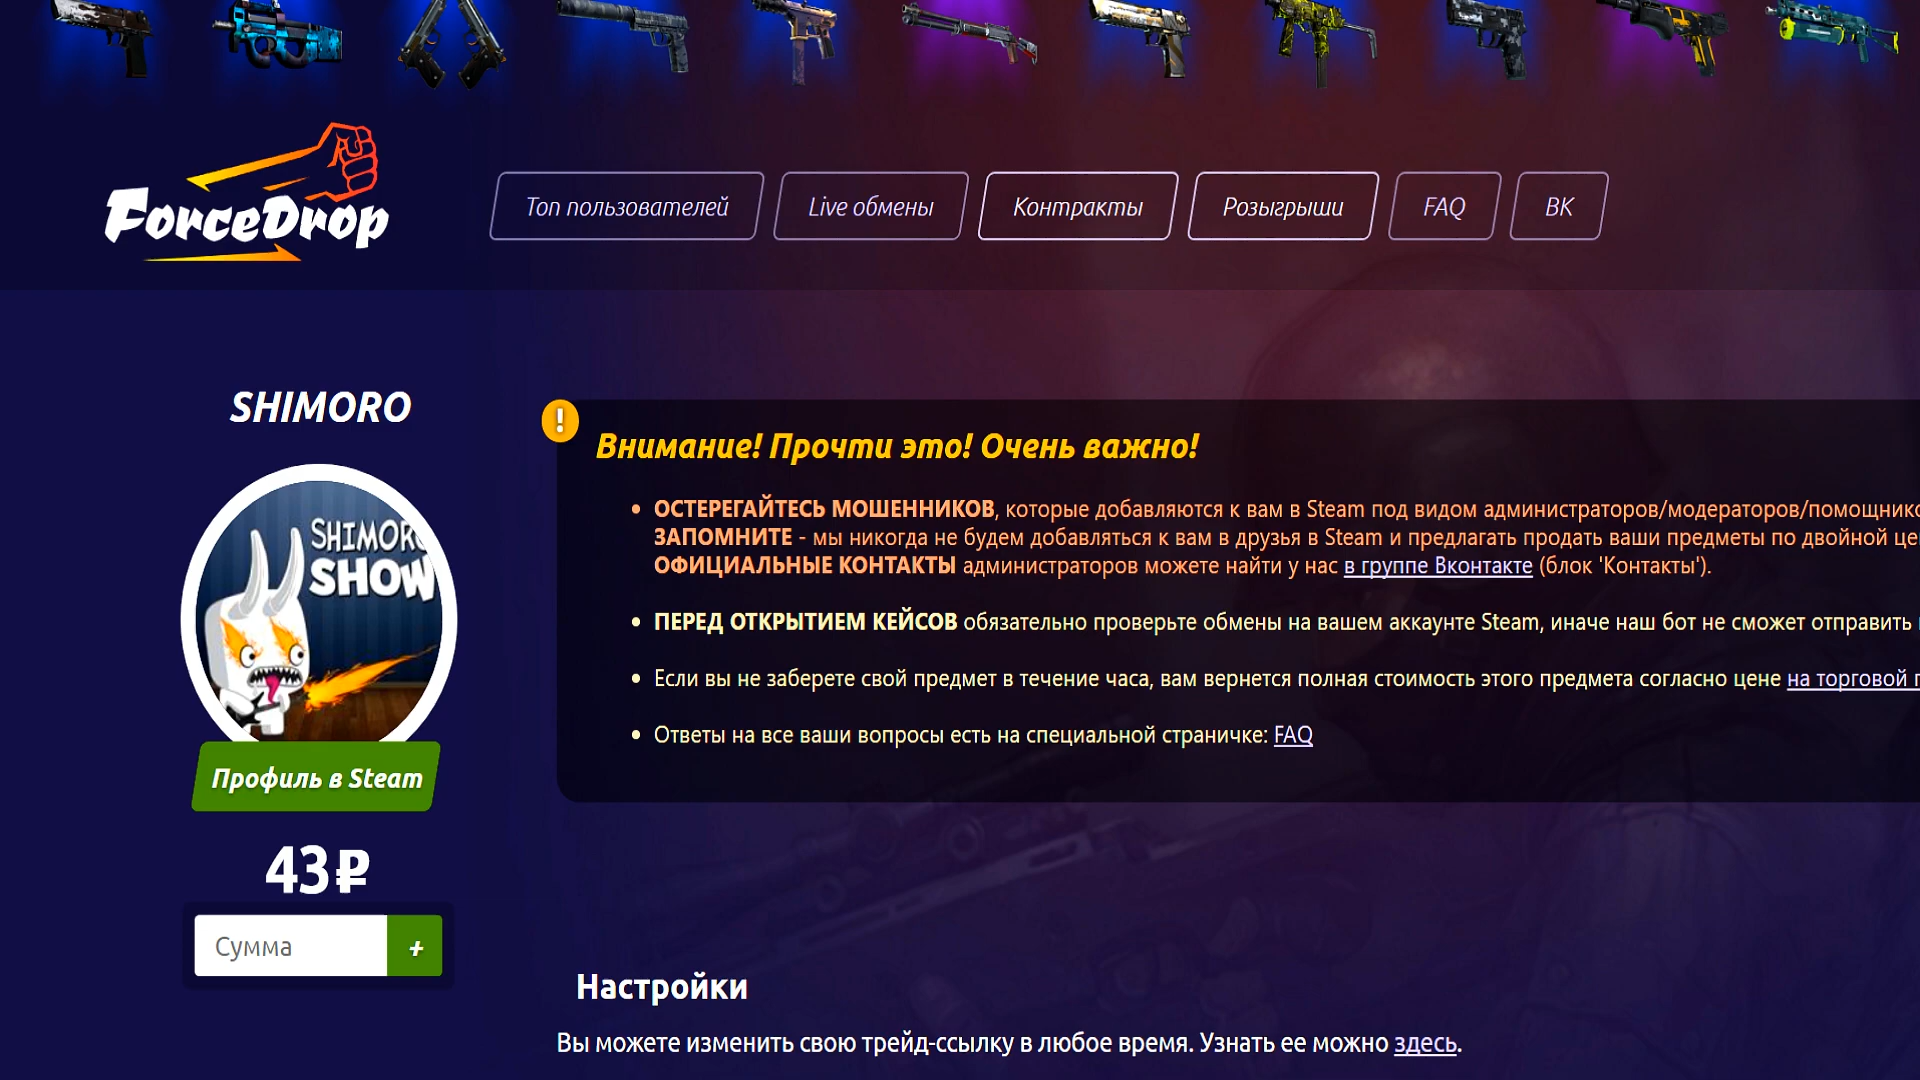 ForceDrop
Топ пользователей
Live обмены
Контракты
Розыгрыши
FAQ
ВК
SHIMORO
SHIMORO
SHOW
Профиль в Steam
43₽
Сумма
+
!
Внимание! Прочти это! Очень важно!
ОСТЕРЕГАЙТЕСЬ МОШЕННИКОВ, которые добавляются к вам в Steam под видом администраторов/модераторов/
ЗАПОМНИТЕ - мы никогда не будем добавляться к вам в друзья в Steam и предлагать продать ваши предметы по двойной
ОФИЦИАЛЬНЫЕ КОНТАКТЫ администраторов можете найти у нас в группе Вконтакте (блок 'Контакты').
ПЕРЕД ОТКРЫТИЕМ КЕЙСОВ обязательно проверьте обмены на вашем аккаунте Steam, иначе наш бот не сможет отправить
Если вы не заберете свой предмет в течение часа, вам вернется полная стоимость этого предмета согласно цене на торговой
Ответы на все ваши вопросы есть на специальной страничке: FAQ
Настройки
Вы можете изменить свою трейд-ссылку в любое время. Узнать ее можно здесь.